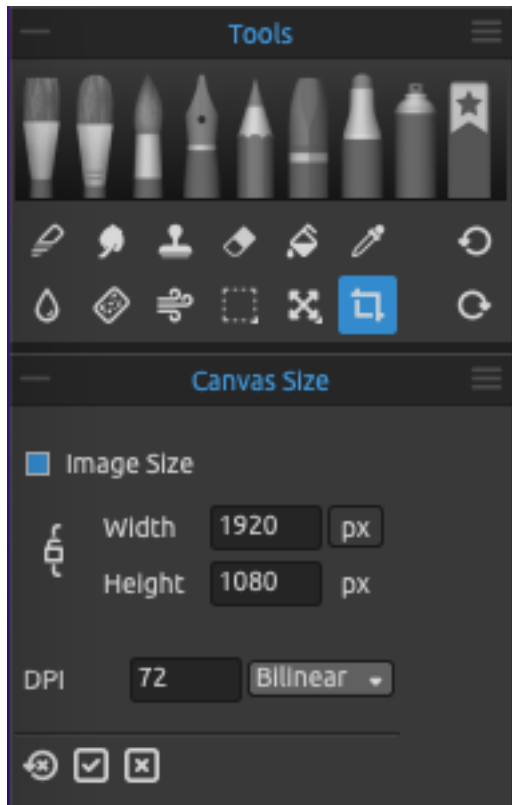 Tools
Canvas Size
Image Size
Width 1920 px
Height 1080 px
DPI 72 Bilinear